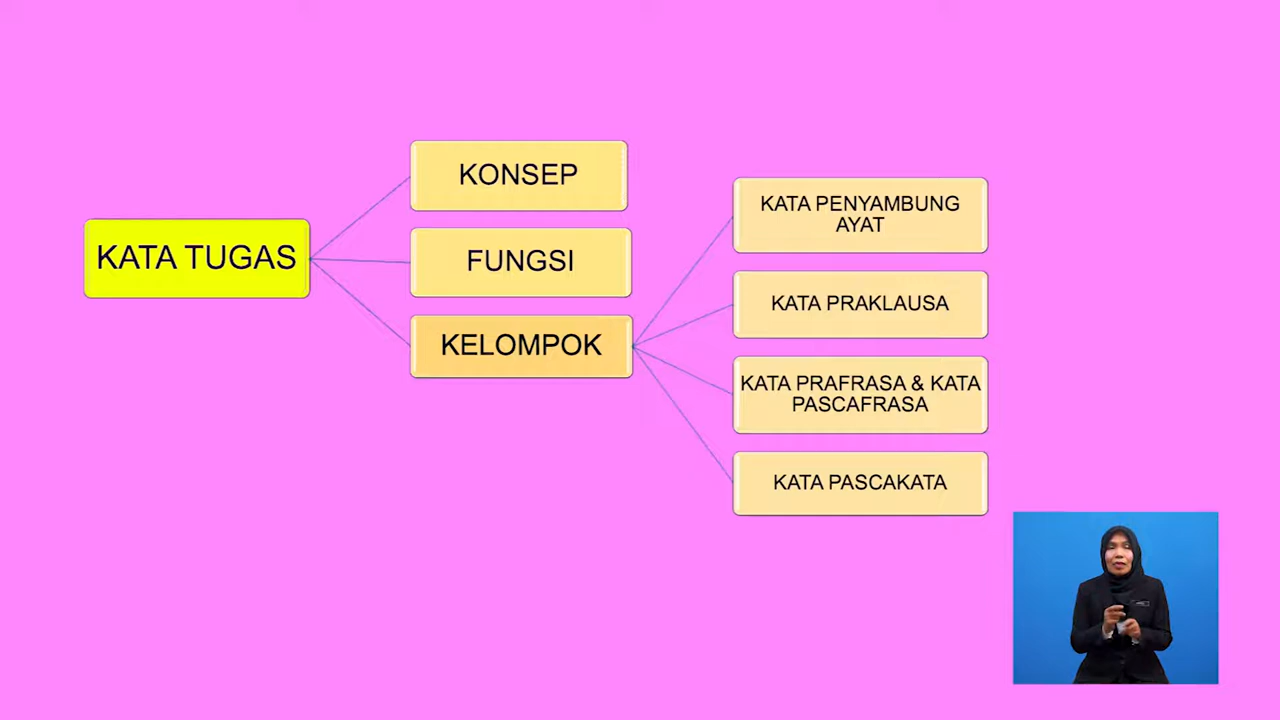 KATA TUGAS
KONSEP
FUNGSI
KELOMPOK
KATA PENYAMBUNG
AYAT
KATA PRAKLAUSA
KATA PRAFRASA & KATA
PASCAFRASA
KATA PASCAKATA